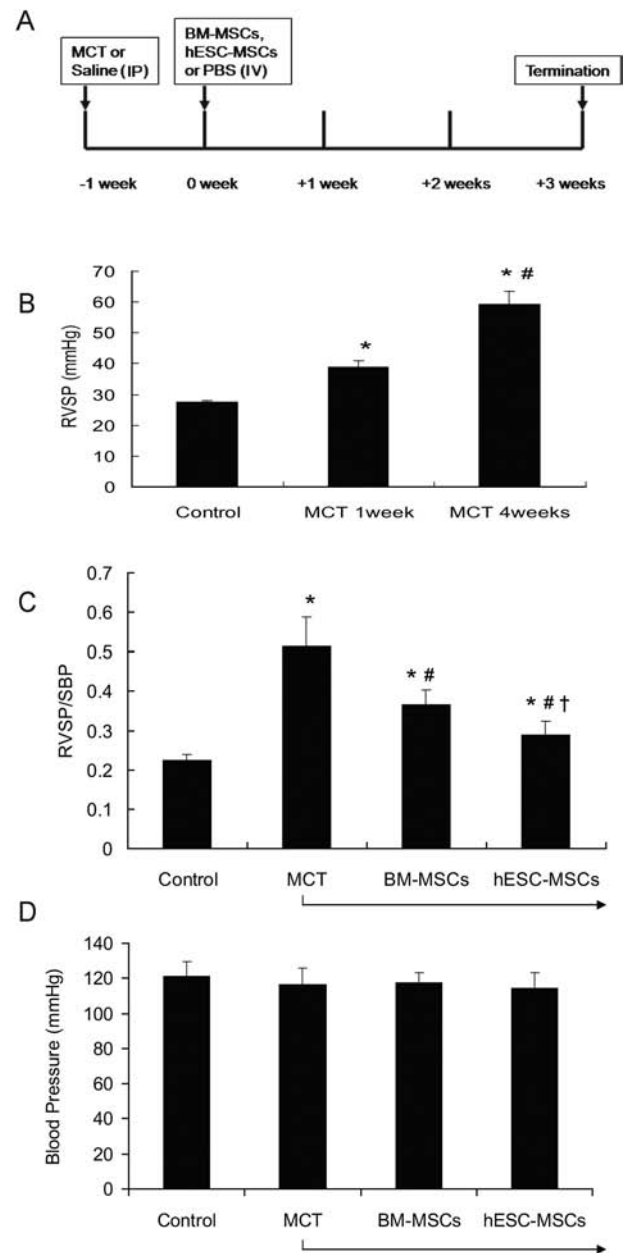 A
MCT or
Saline (IP)
BM-MSCs,
hESC-MSCs
or PBS (IV)
Termination
-1 week 0 week +1 week +2 weeks +3 weeks
B
RVSP (mmHg)
70
60
50
40
30
20
10
0
*
* #
Control MCT 1week MCT 4weeks
C
RVSP/SBP
0.7
0.6
0.5
0.4
0.3
0.2
0.1
0
*
* #
* # †
Control MCT BM-MSCs hESC-MSCs
D
Blood Pressure (mmHg)
140
120
100
80
60
40
20
0
Control MCT BM-MSCs hESC-MSCs